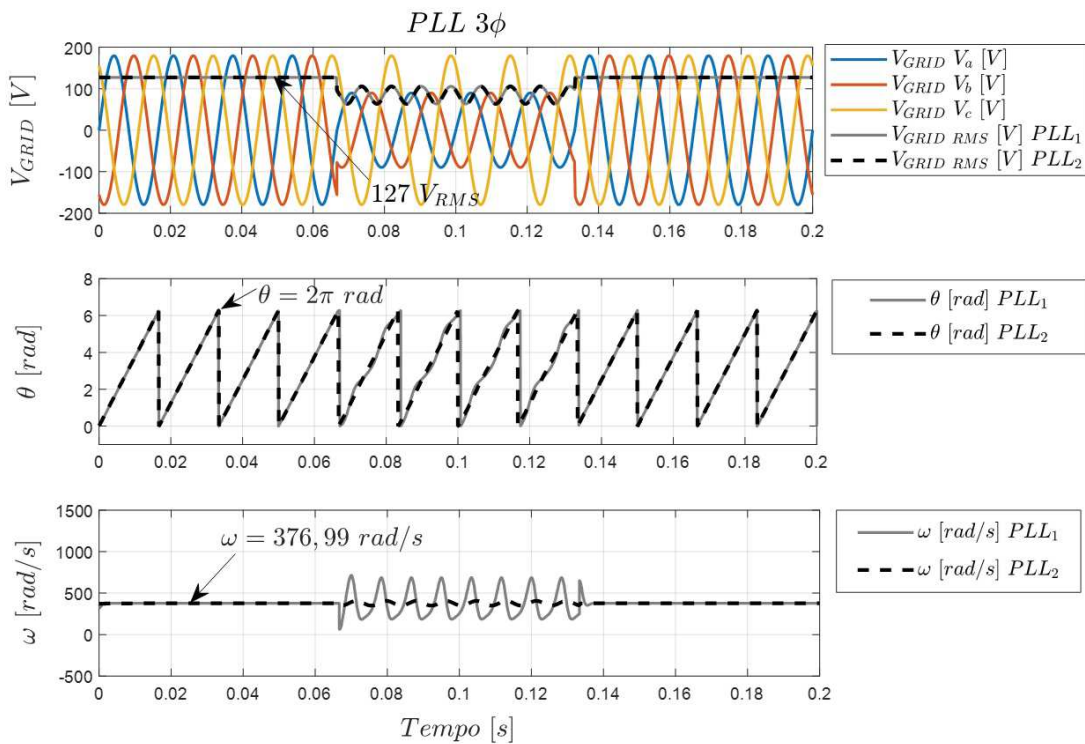 PLL 3ϕ
V_GRID [V]
200
100
0
-100
-200
127 V_RMS
0 0.02 0.04 0.06 0.08 0.1 0.12 0.14 0.16 0.18 0.2
V_GRID V_a [V]
V_GRID V_b [V]
V_GRID V_c [V]
V_GRID RMS [V] PLL_1
V_GRID RMS [V] PLL_2
θ [rad]
8
6
4
2
0
θ = 2π rad
0 0.02 0.04 0.06 0.08 0.1 0.12 0.14 0.16 0.18 0.2
θ [rad] PLL_1
θ [rad] PLL_2
ω [rad/s]
1500
1000
500
0
-500
ω = 376,99 rad/s
0 0.02 0.04 0.06 0.08 0.1 0.12 0.14 0.16 0.18 0.2
ω [rad/s] PLL_1
ω [rad/s] PLL_2
Tempo [s]